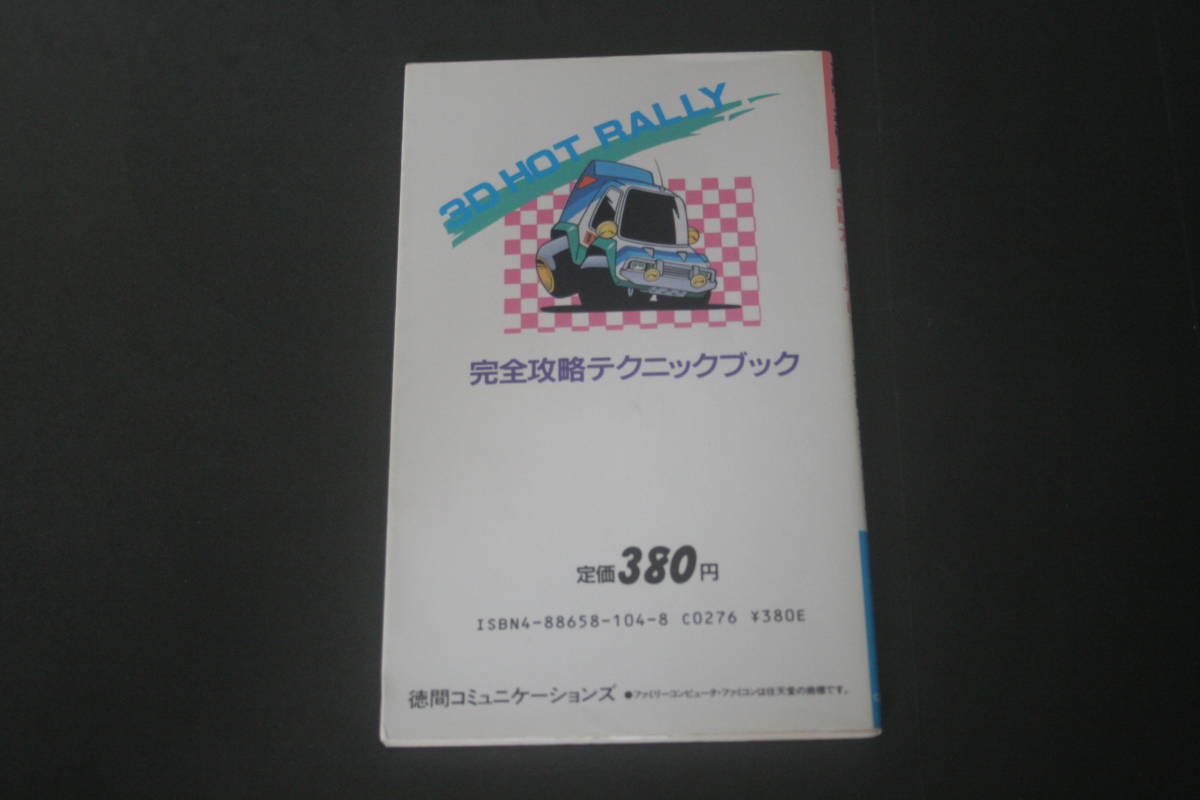 3D HOT RALLY
完全攻略テクニックブック
定価380円
ISBN4-88658-104-8 C0276 ¥380E
徳間コミュニケーションズ ●ファミリーコンピュータ・ファミコンは任天堂の商標です。